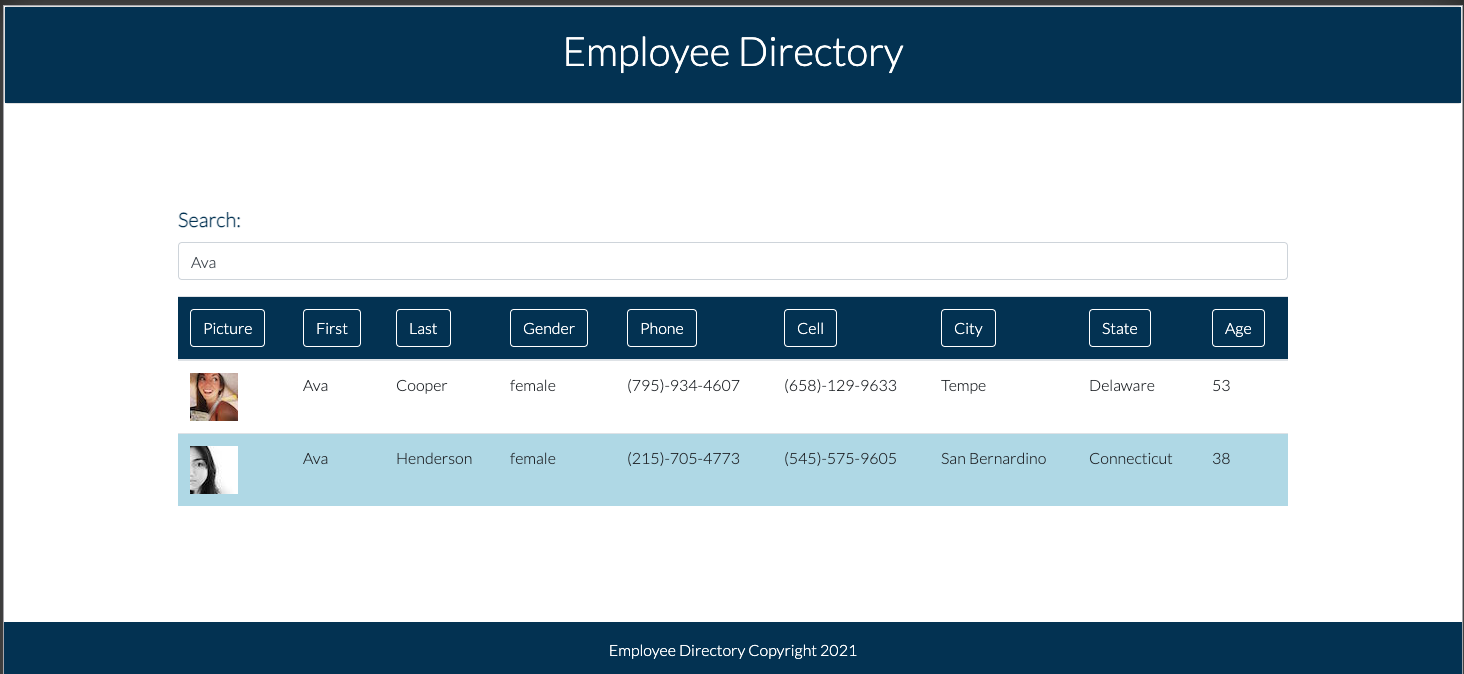 Employee Directory
Search:
Ava
Picture First Last Gender Phone Cell City State Age
Ava Cooper female (795)-934-4607 (658)-129-9633 Tempe Delaware 53
Ava Henderson female (215)-705-4773 (545)-575-9605 San Bernardino Connecticut 38
Employee Directory Copyright 2021